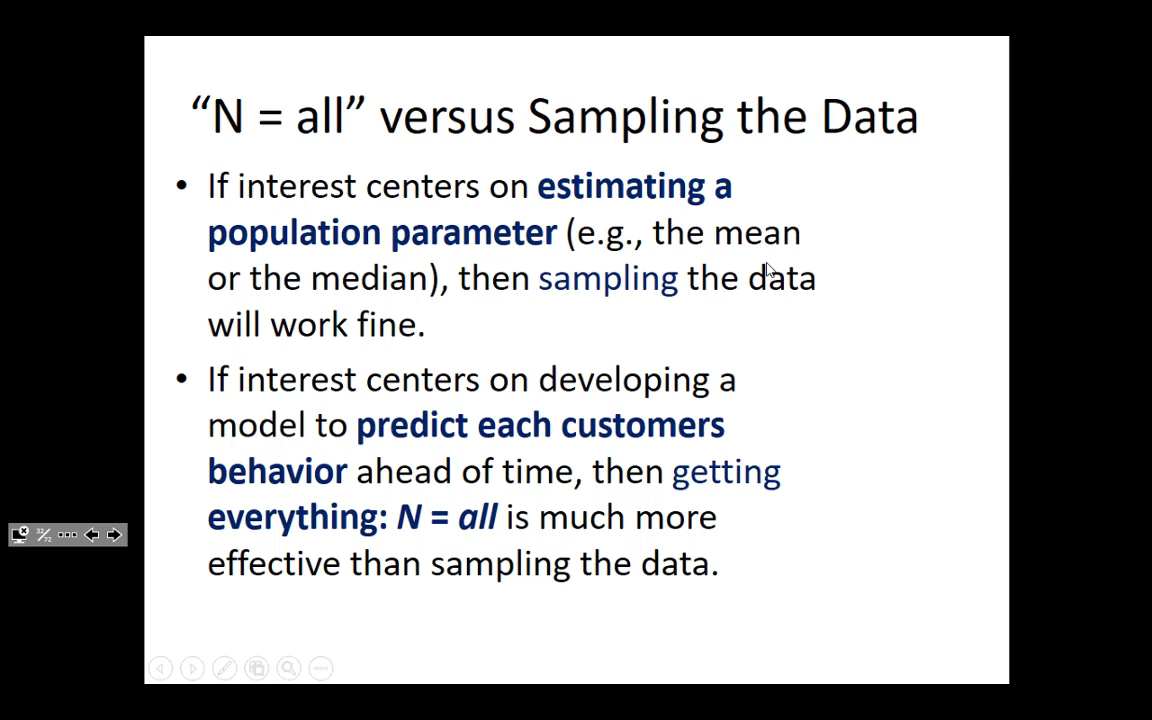 “N = all” versus Sampling the Data
• If interest centers on estimating a
population parameter (e.g., the mean
or the median), then sampling the data
will work fine.
• If interest centers on developing a
model to predict each customers
behavior ahead of time, then getting
everything: N = all is much more
effective than sampling the data.
32/72